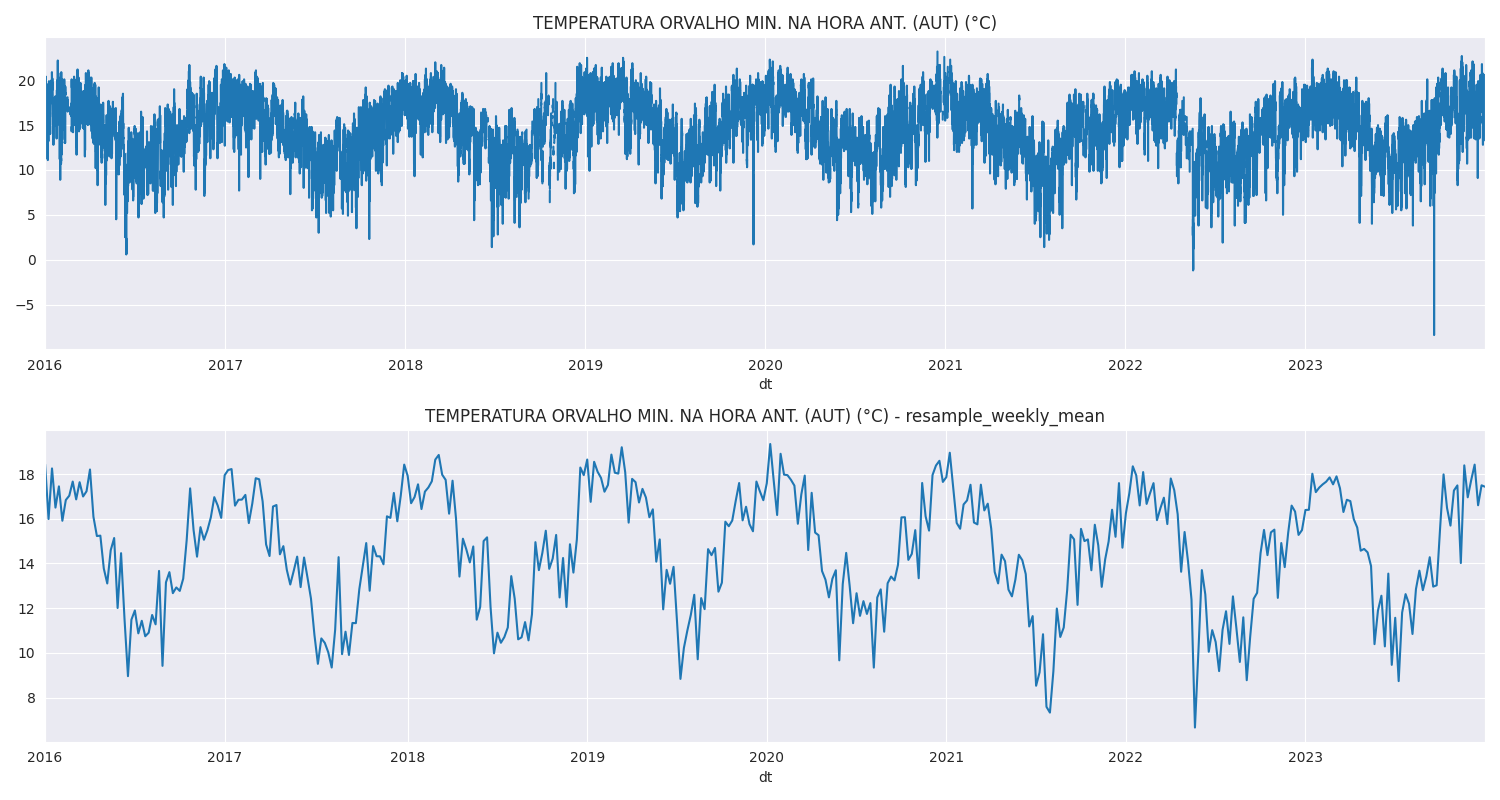 TEMPERATURA ORVALHO MIN. NA HORA ANT. (AUT) (°C)
20
15
10
5
0
−5
2016 2017 2018 2019 2020 2021 2022 2023
dt
TEMPERATURA ORVALHO MIN. NA HORA ANT. (AUT) (°C) - resample_weekly_mean
18
16
14
12
10
8
2016 2017 2018 2019 2020 2021 2022 2023
dt